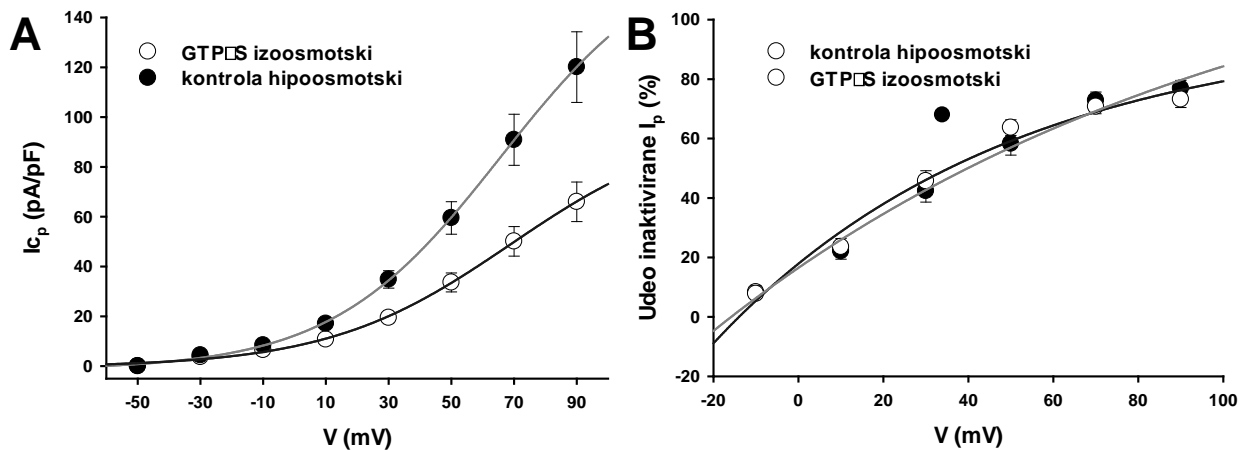 A
GTP□S izoosmotski
kontrola hipoosmotski
Ic p (pA/pF)
140
120
100
80
60
40
20
0
-50 -30 -10 10 30 50 70 90
V (mV)
B
kontrola hipoosmotski
GTP□S izoosmotski
Udeo inaktivirane I p (%)
100
80
60
40
20
0
-20
-20 0 20 40 60 80 100
V (mV)